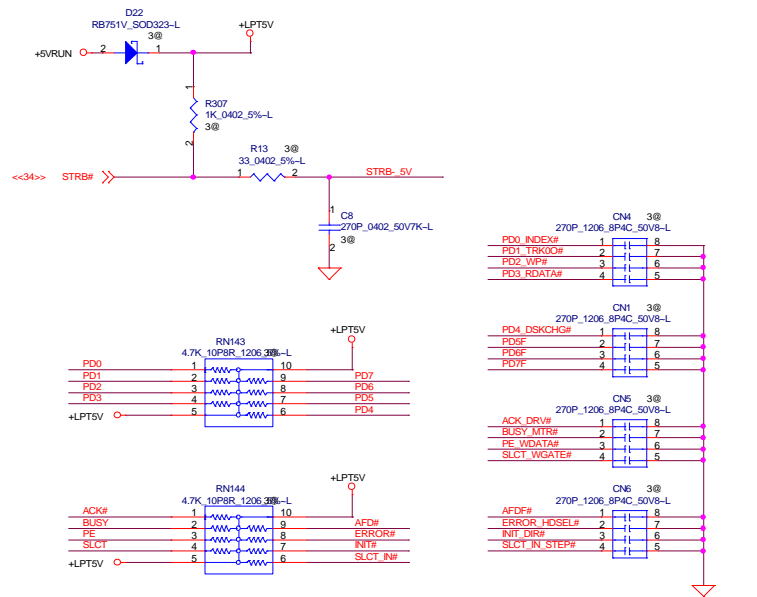 D22
RB751V_SOD323~L
3@
+LPT5V
+5VRUN
2
1
1
R307
1K_0402_5%~L
3@
2
R13
3@
33_0402_5%~L
<<34>>
STRB#
1
2
STRB-_5V
1
C8
270P_0402_50V7K~L
3@
2
CN4
3@
270P_1206_8P4C_50V8~L
PD0_INDEX#
1
8
PD1_TRK0O#
2
7
PD2_WP#
3
6
PD3_RDATA#
4
5
CN1
3@
270P_1206_8P4C_50V8~L
PD4_DSKCHG#
1
8
PD5F
2
7
PD6F
3
6
PD7F
4
5
+LPT5V
RN143
4.7K_10P8R_1206_5%~L
3@
PD0
1
10
PD1
2
9
PD7
PD2
3
8
PD6
PD3
4
7
PD5
+LPT5V
5
6
PD4
CN5
3@
270P_1206_8P4C_50V8~L
ACK_DRV#
1
8
BUSY_MTR#
2
7
PE_WDATA#
3
6
SLCT_WGATE#
4
5
+LPT5V
RN144
4.7K_10P8R_1206_5%~L
3@
ACK#
1
10
BUSY
2
9
AFD#
PE
3
8
ERROR#
SLCT
4
7
INIT#
+LPT5V
5
6
SLCT_IN#
CN6
3@
270P_1206_8P4C_50V8~L
AFDF#
1
8
ERROR_HDSEL#
2
7
INIT_DIR#
3
6
SLCT_IN_STEP#
4
5